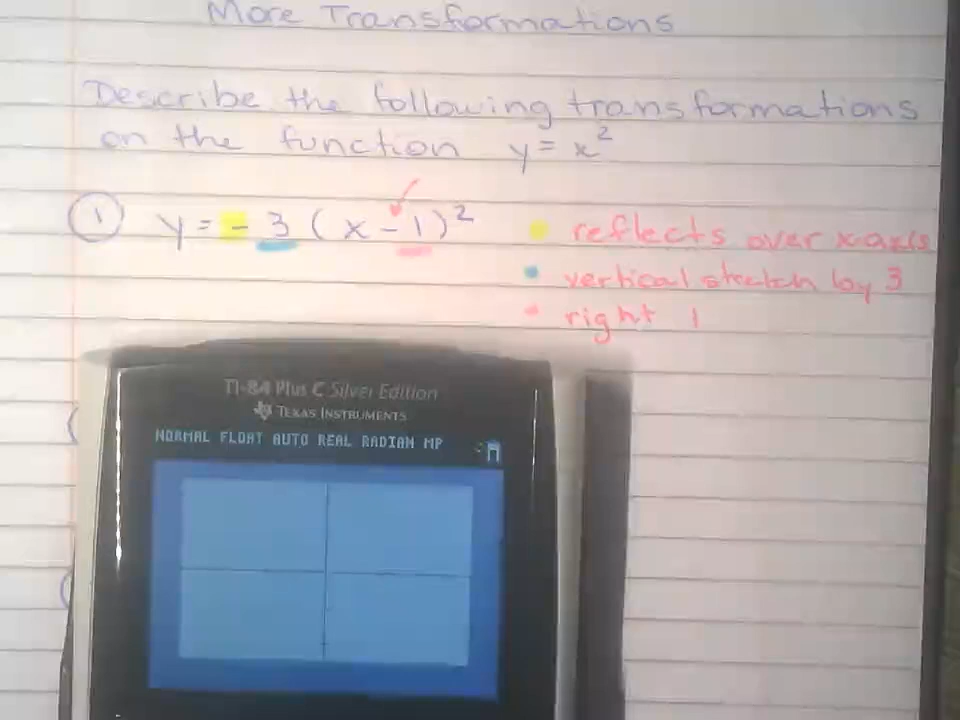 More Transformations
Describe the following transformations
on the function y = x²
① y = - 3 (x - 1)²
• reflects over x axis
• vertical stretch by 3
• right 1
TI-84 Plus C Silver Edition
TEXAS INSTRUMENTS
NORMAL FLOAT AUTO REAL RADIAN MP